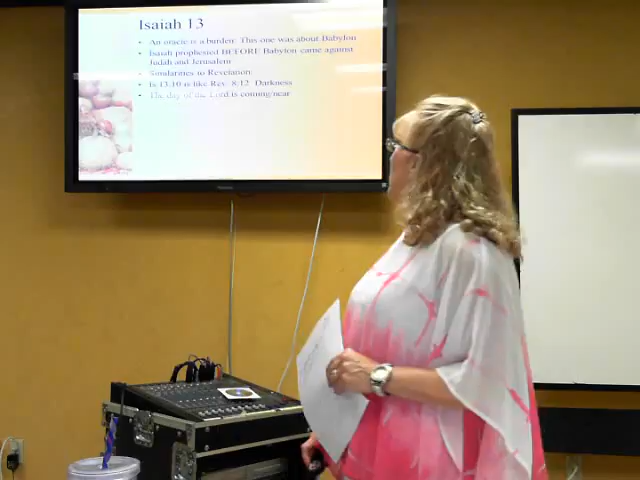 Isaiah 13
• An oracle is a burden. This one was about Babylon
• Isaiah prophesied BEFORE Babylon came against
Judah and Jerusalem
• Similarities to Revelation:
• Is 13:10 is like Rev. 8:12 Darkness
• The day of the Lord is coming/near